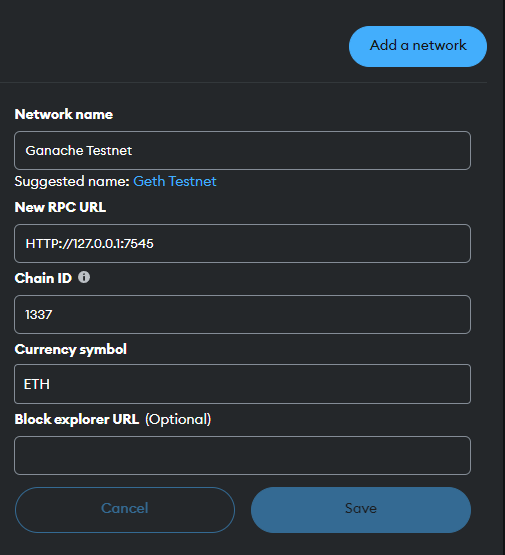 Add a network
Network name
Ganache Testnet
Suggested name: Geth Testnet
New RPC URL
HTTP://127.0.0.1:7545
Chain ID
1337
Currency symbol
ETH
Block explorer URL (Optional)
Cancel
Save